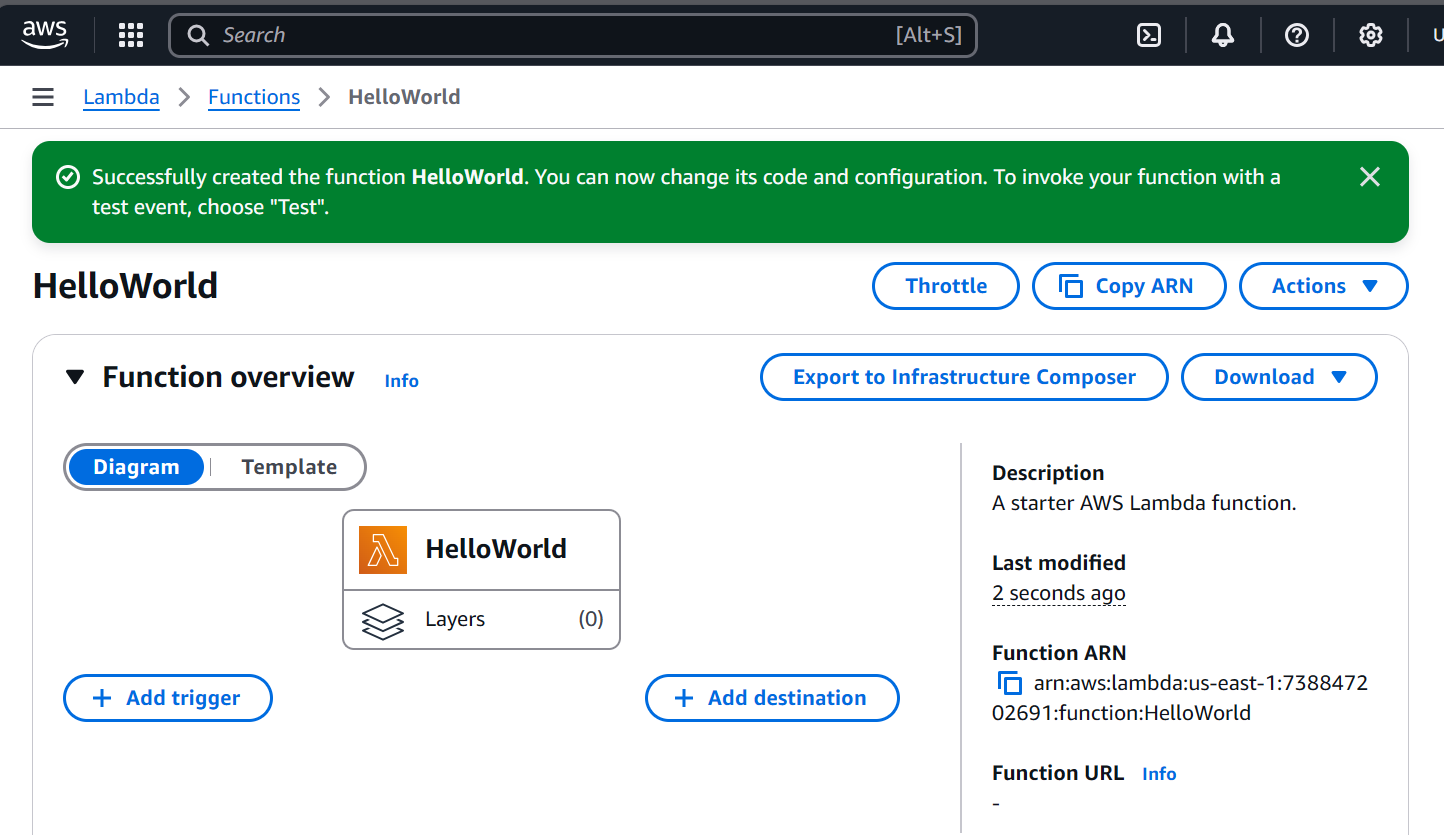 aws
Search [Alt+S]
Lambda Functions HelloWorld
Successfully created the function HelloWorld. You can now change its code and configuration. To invoke your function with a
test event, choose "Test".
HelloWorld
Throttle Copy ARN Actions
Function overview Info
Export to Infrastructure Composer Download
Diagram Template
HelloWorld
Layers (0)
Add trigger
Add destination
Description
A starter AWS Lambda function.
Last modified
2 seconds ago
Function ARN
arn:aws:lambda:us-east-1:7388472
02691:function:HelloWorld
Function URL Info
-